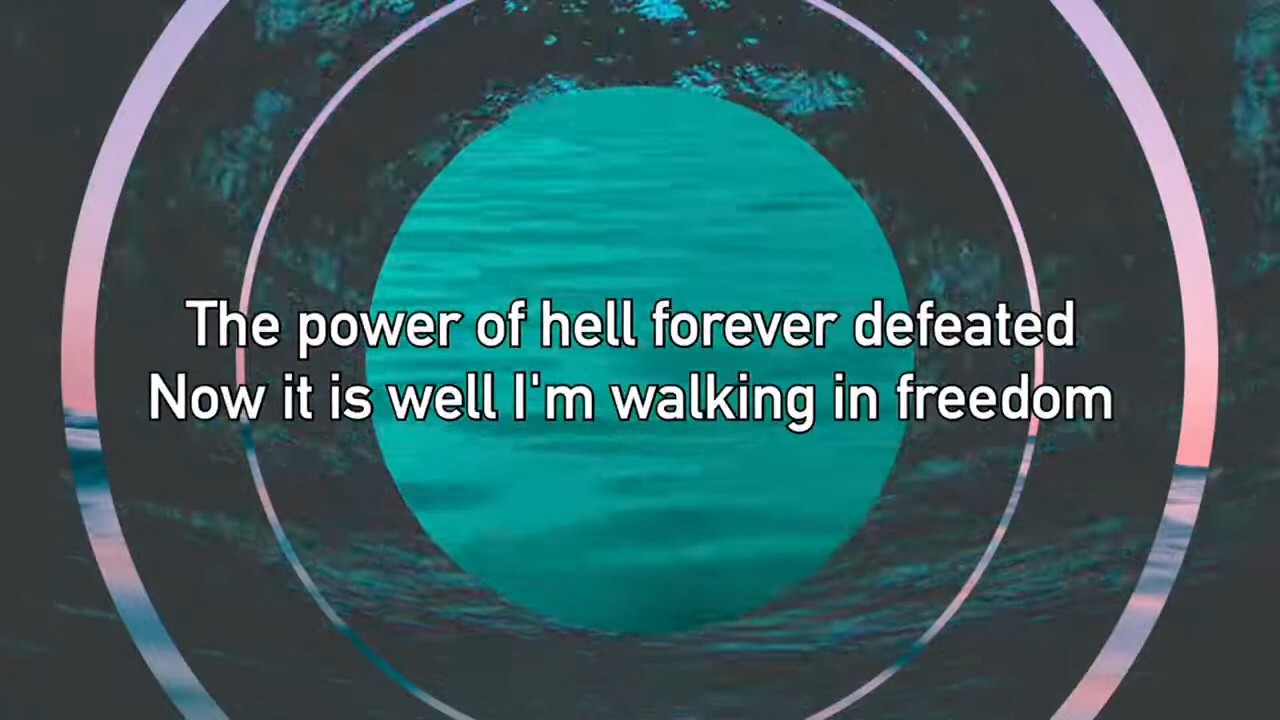 The power of hell forever defeated
Now it is well I'm walking in freedom